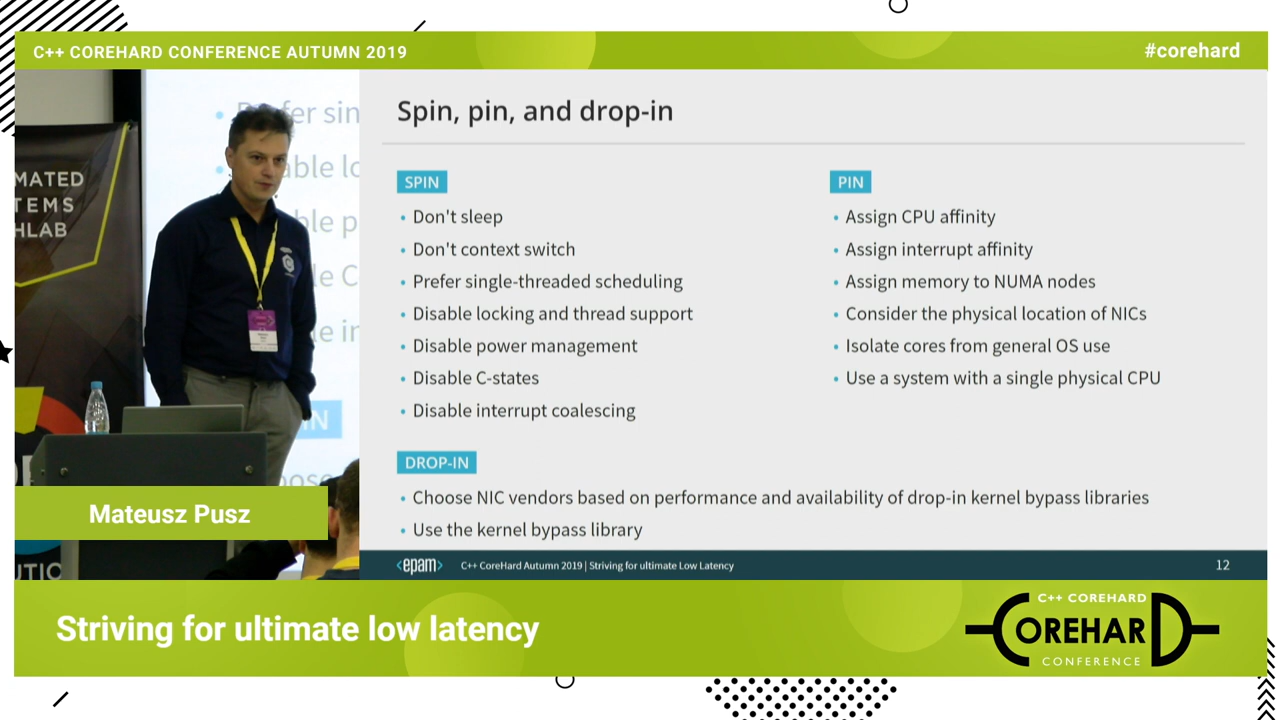 C++ COREHARD CONFERENCE AUTUMN 2019
#corehard
MATED
TEMS
HLAB
Spin, pin, and drop-in
SPIN
• Don't sleep
• Don't context switch
• Prefer single-threaded scheduling
• Disable locking and thread support
• Disable power management
• Disable C-states
• Disable interrupt coalescing
PIN
• Assign CPU affinity
• Assign interrupt affinity
• Assign memory to NUMA nodes
• Consider the physical location of NICs
• Isolate cores from general OS use
• Use a system with a single physical CPU
DROP-IN
• Choose NIC vendors based on performance and availability of drop-in kernel bypass libraries
• Use the kernel bypass library
<epam>
C++ CoreHard Autumn 2019 | Striving for ultimate Low Latency
12
Mateusz Pusz
Striving for ultimate low latency
C++ COREHARD
COREHARD
CONFERENCE